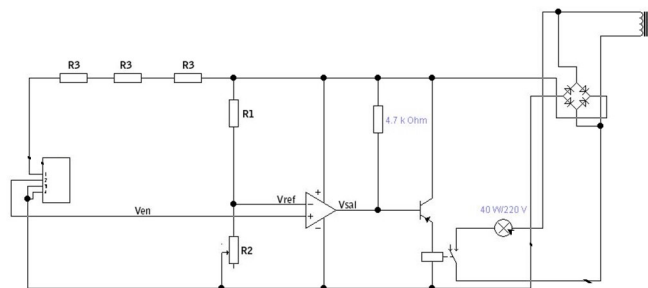 R3 R3 R3
R1
4.7 k Ohm
Vref
Vsal
Ven
40 W/220 V
R2